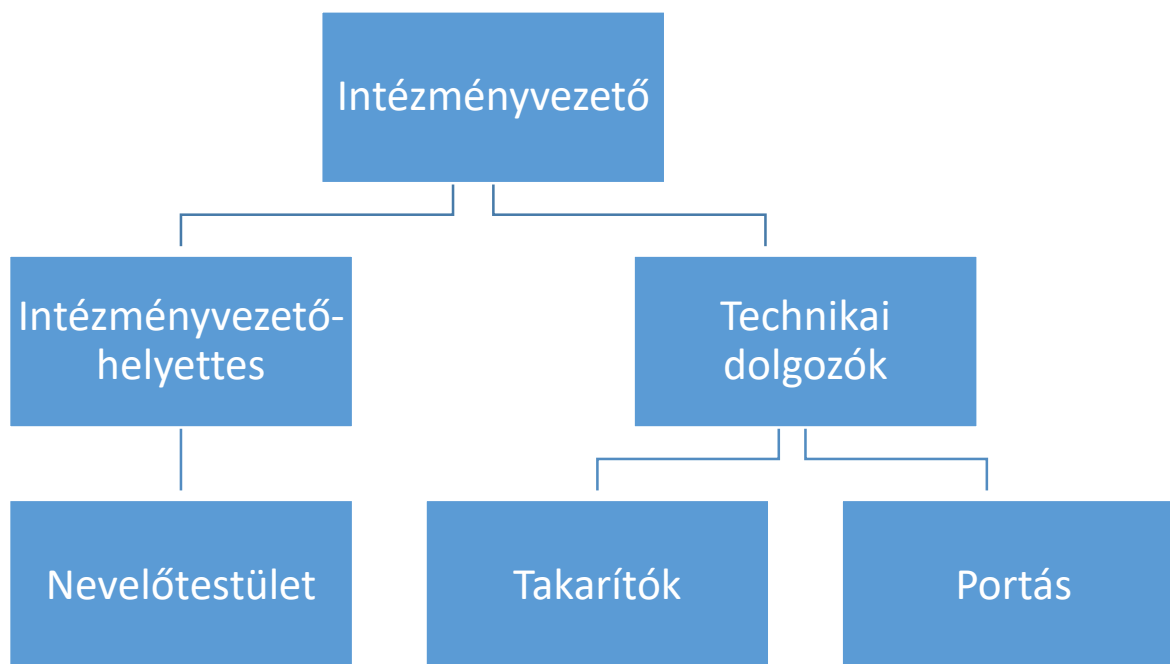 Intézményvezető
Intézményvezető-
helyettes
Technikai
dolgozók
Nevelőtestület
Takarítók
Portás